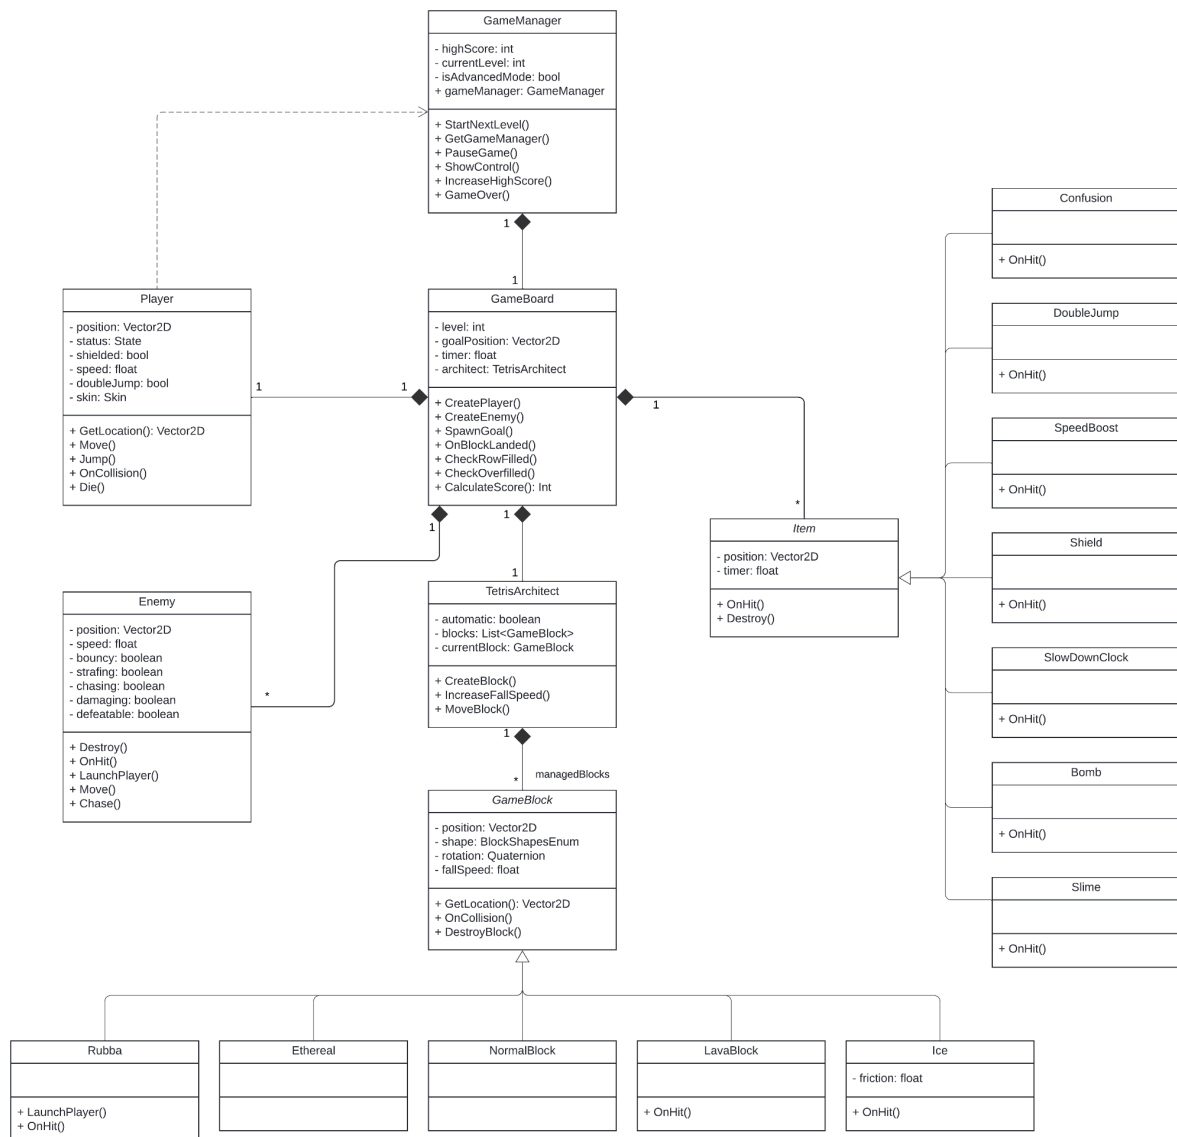 GameManager
- highScore: int
- currentLevel: int
- isAdvancedMode: bool
+ gameManager: GameManager
+ StartNextLevel()
+ GetGameManager()
+ PauseGame()
+ ShowControl()
+ IncreaseHighScore()
+ GameOver()
1
1
Player
- position: Vector2D
- status: State
- shielded: bool
- speed: float
- doubleJump: bool
- skin: Skin
+ GetLocation(): Vector2D
+ Move()
+ Jump()
+ OnCollision()
+ Die()
1
1
GameBoard
- level: int
- goalPosition: Vector2D
- timer: float
- architect: TetrisArchitect
+ CreatePlayer()
+ CreateEnemy()
+ SpawnGoal()
+ OnBlockLanded()
+ CheckRowFilled()
+ CheckOverfilled()
+ CalculateScore(): Int
1
*
1
*
1
1
Enemy
- position: Vector2D
- speed: float
- bouncy: boolean
- strafing: boolean
- chasing: boolean
- damaging: boolean
- defeatable: boolean
+ Destroy()
+ OnHit()
+ LaunchPlayer()
+ Move()
+ Chase()
TetrisArchitect
- automatic: boolean
- blocks: List<GameBlock>
- currentBlock: GameBlock
+ CreateBlock()
+ IncreaseFallSpeed()
+ MoveBlock()
1
* managedBlocks
GameBlock
- position: Vector2D
- shape: BlockShapesEnum
- rotation: Quaternion
- fallSpeed: float
+ GetLocation(): Vector2D
+ OnCollision()
+ DestroyBlock()
Item
- position: Vector2D
- timer: float
+ OnHit()
+ Destroy()
Confusion
+ OnHit()
DoubleJump
+ OnHit()
SpeedBoost
+ OnHit()
Shield
+ OnHit()
SlowDownClock
+ OnHit()
Bomb
+ OnHit()
Slime
+ OnHit()
Rubba
+ LaunchPlayer()
+ OnHit()
Ethereal
NormalBlock
LavaBlock
+ OnHit()
Ice
- friction: float
+ OnHit()